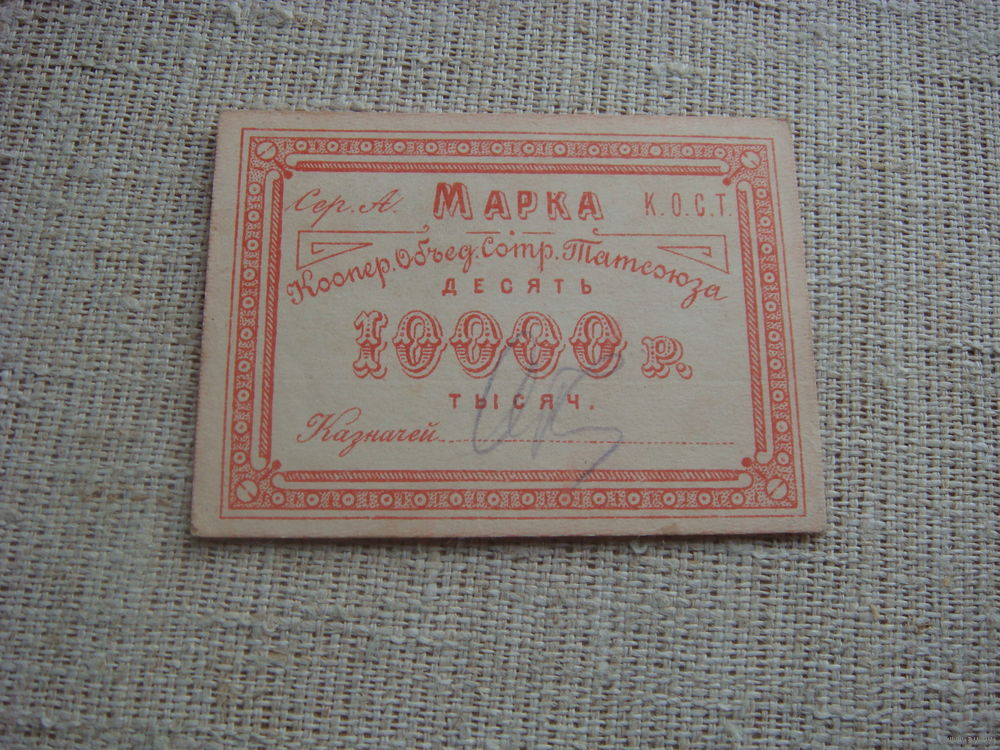 Сер. А. МАРКА К.О.С.Т.
Коопер. Объед. Сотр. Татсоюза
ДЕСЯТЬ
10000 р.
ТЫСЯЧ.
Казначей